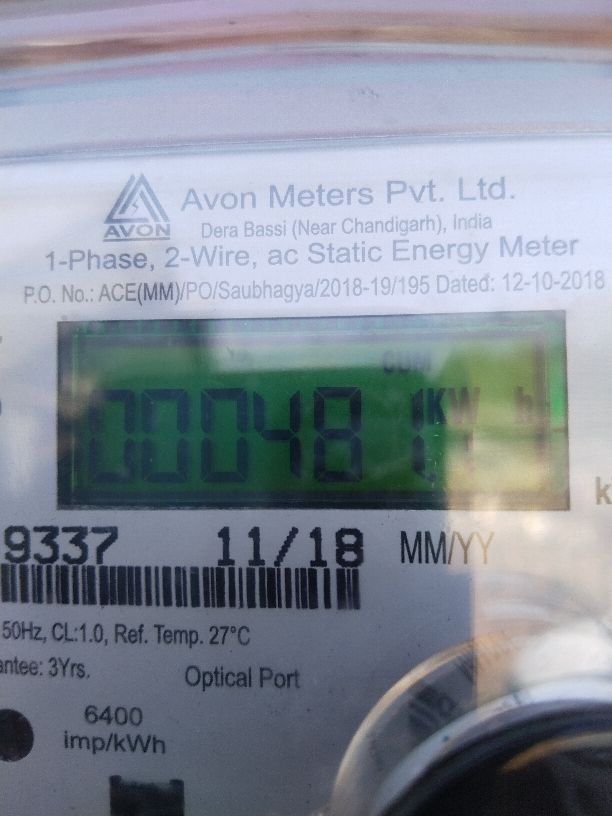 Avon Meters Pvt. Ltd.
AVON
Dera Bassi (Near Chandigarh), India
1-Phase, 2-Wire, ac Static Energy Meter
P.O. No.: ACE(MM)/PO/Saubhagya/2018-19/195 Dated: 12-10-2018
CUM
000481.1 KW h
k
9337 11/18 MM/YY
50Hz, CL:1.0, Ref. Temp. 27°C
antee: 3Yrs.
Optical Port
6400
imp/kWh